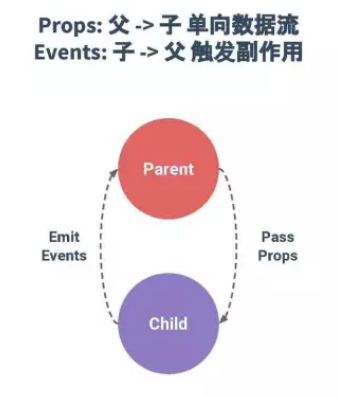 Props: 父 -> 子 单向数据流
Events: 子 -> 父 触发副作用
Parent
Emit
Events
Pass
Props
Child